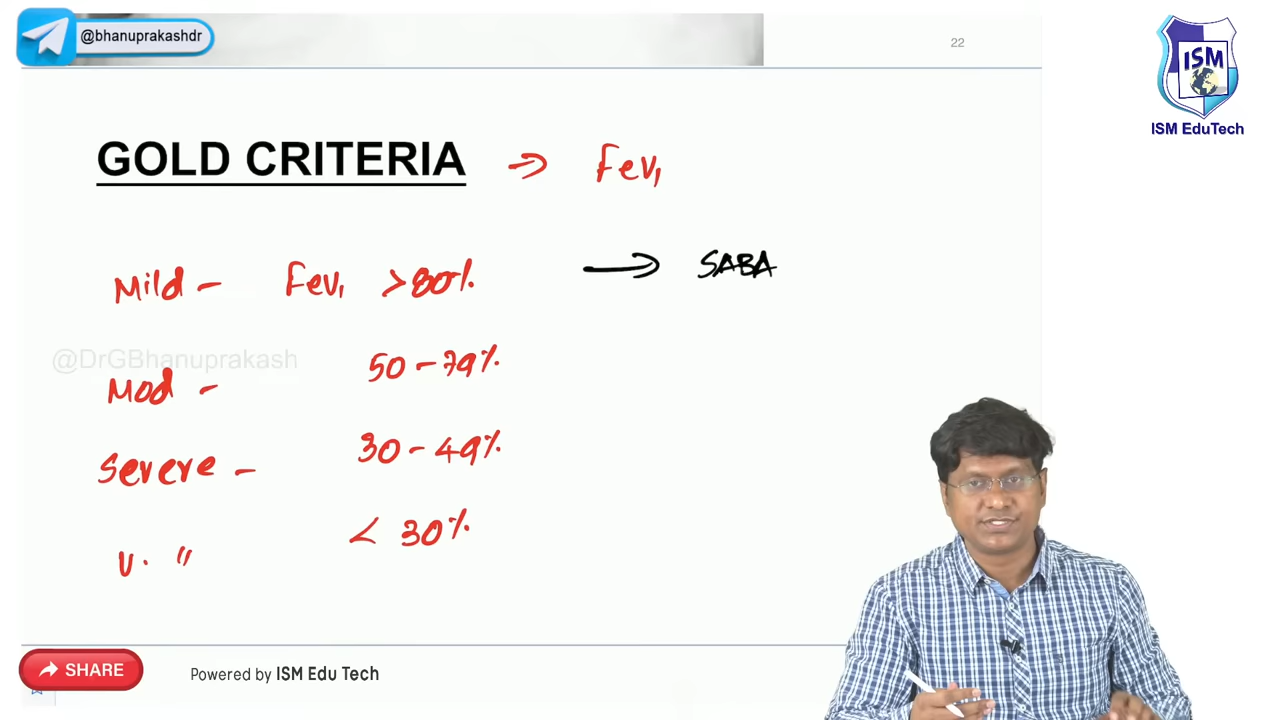 @bhanuprakashdr
22
ISM
ISM EduTech
GOLD CRITERIA → Fev₁
Mild - Fev₁ >80% → SABA
@DrGBhanuprakash
Mod - 50-79%
Severe - 30-49%
V. " < 30%
SHARE
Powered by ISM Edu Tech